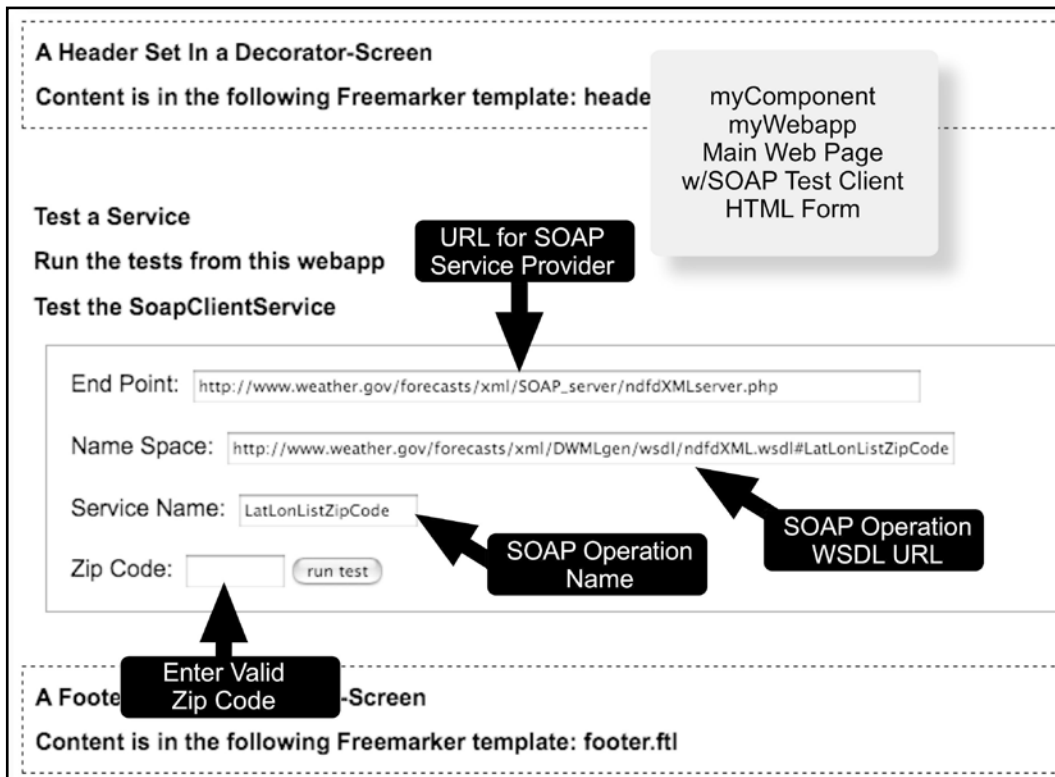 A Header Set In a Decorator-Screen
Content is in the following Freemarker template: heade
myComponent
myWebapp
Main Web Page
w/SOAP Test Client
HTML Form
Test a Service
Run the tests from this webapp
Test the SoapClientService
URL for SOAP
Service Provider
End Point: http://www.weather.gov/forecasts/xml/SOAP_server/ndfdXMLserver.php
Name Space: http://www.weather.gov/forecasts/xml/DWMLgen/wsdl/ndfdXML.wsdl#LatLonListZipCode
Service Name: LatLonListZipCode
SOAP Operation
Name
SOAP Operation
WSDL URL
Zip Code: run test
Enter Valid
Zip Code
A Foote -Screen
Content is in the following Freemarker template: footer.ftl